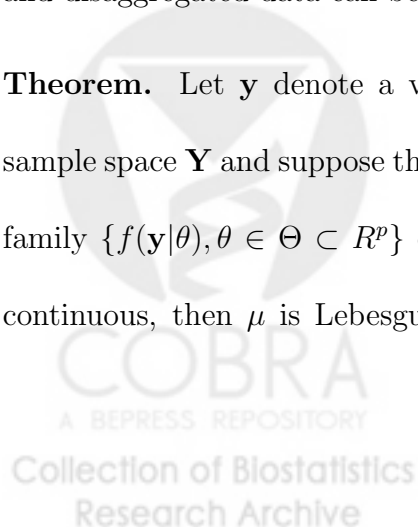 and disaggregated data can be
Theorem. Let y denote a v
sample space Y and suppose th
family {f(y|θ), θ ∈ Θ ⊂ R^p}
continuous, then μ is Lebesgu
COBRA
A BEPRESS REPOSITORY
Collection of Biostatistics
Research Archive